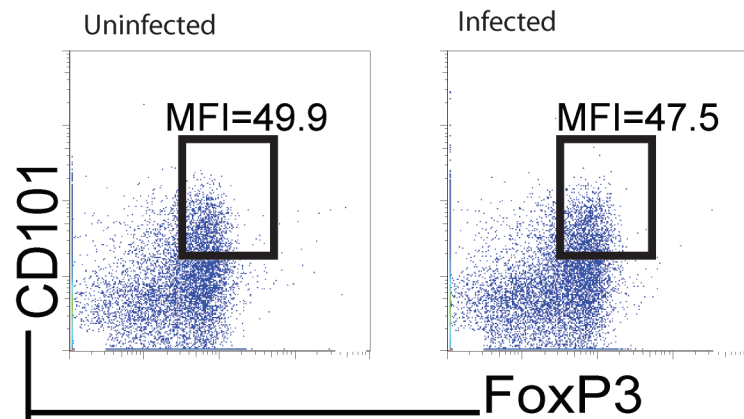 Uninfected
Infected
MFI=49.9
MFI=47.5
CD101
FoxP3